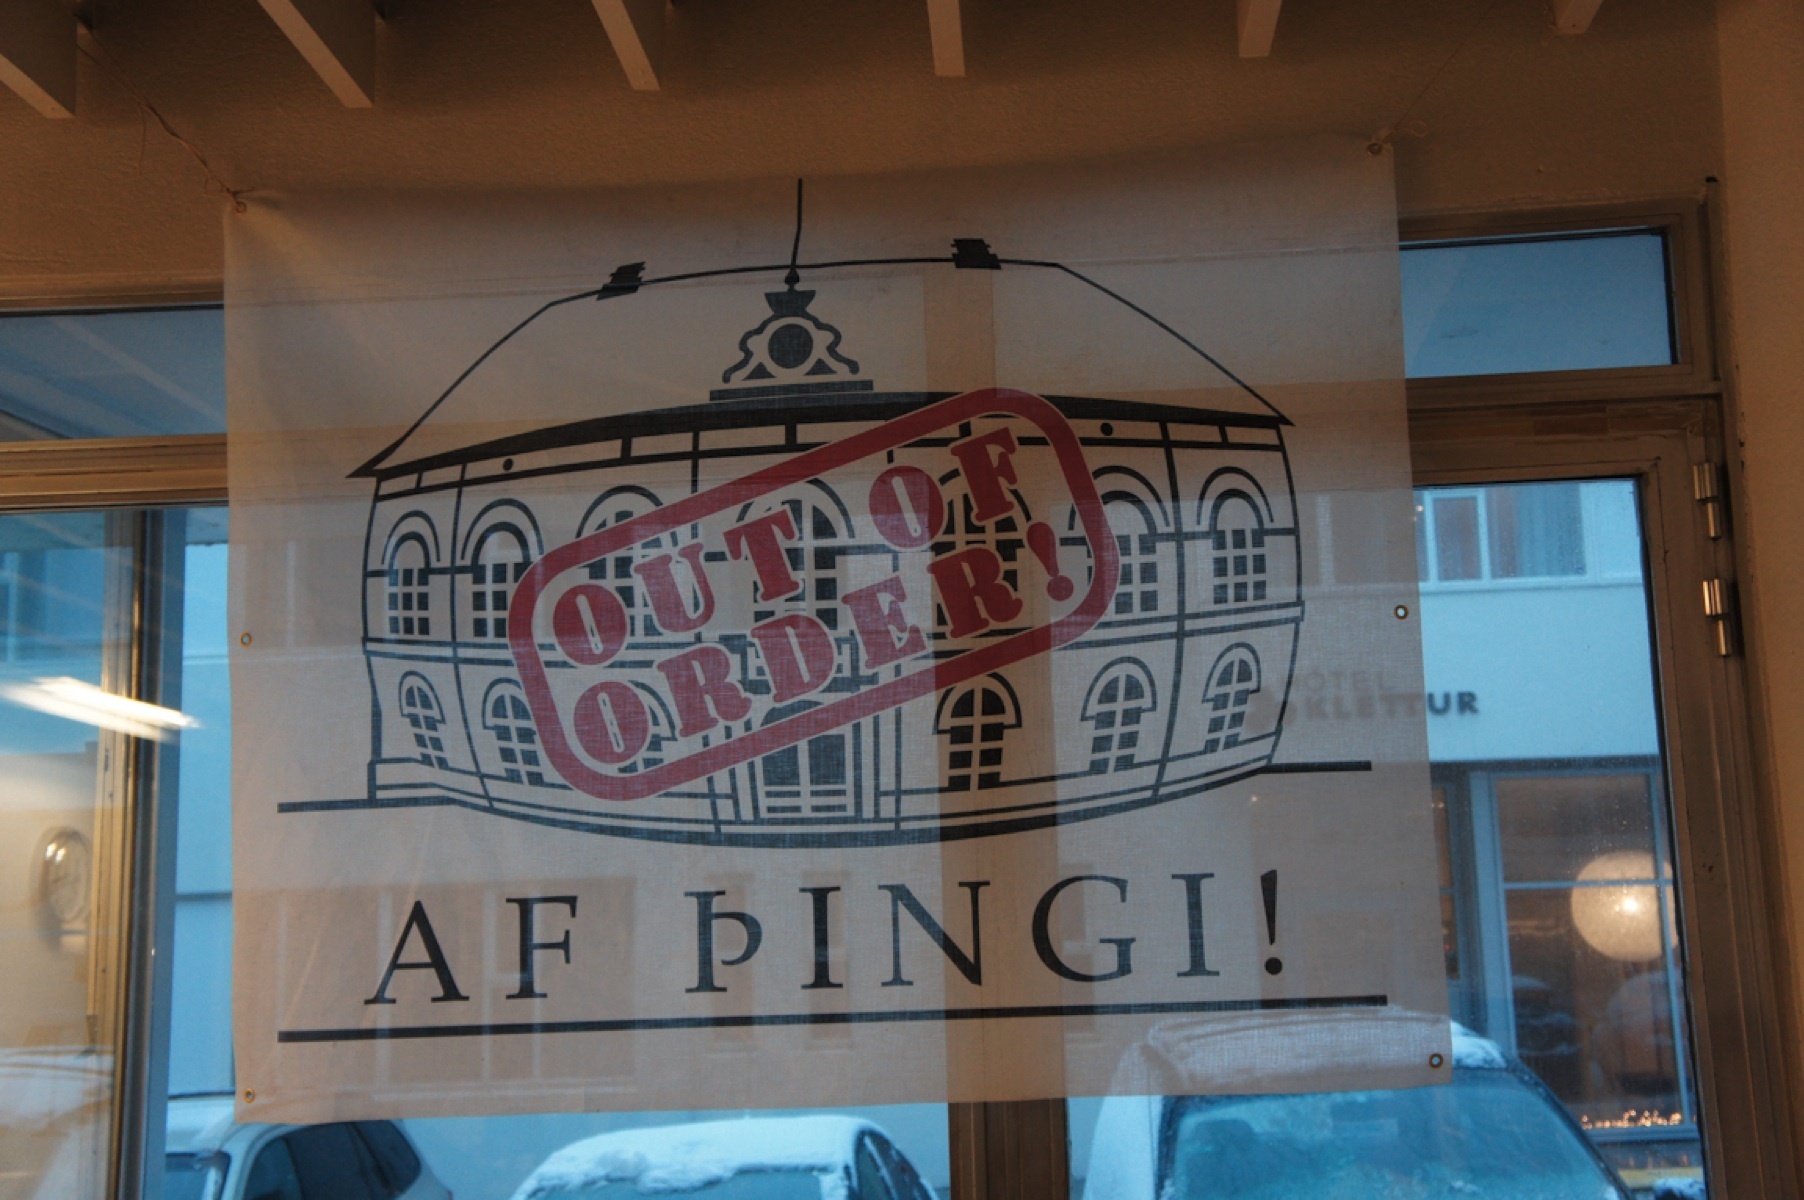 OUT OF
ORDER!
HÓTEL
KLETTUR
AF ÞINGI!